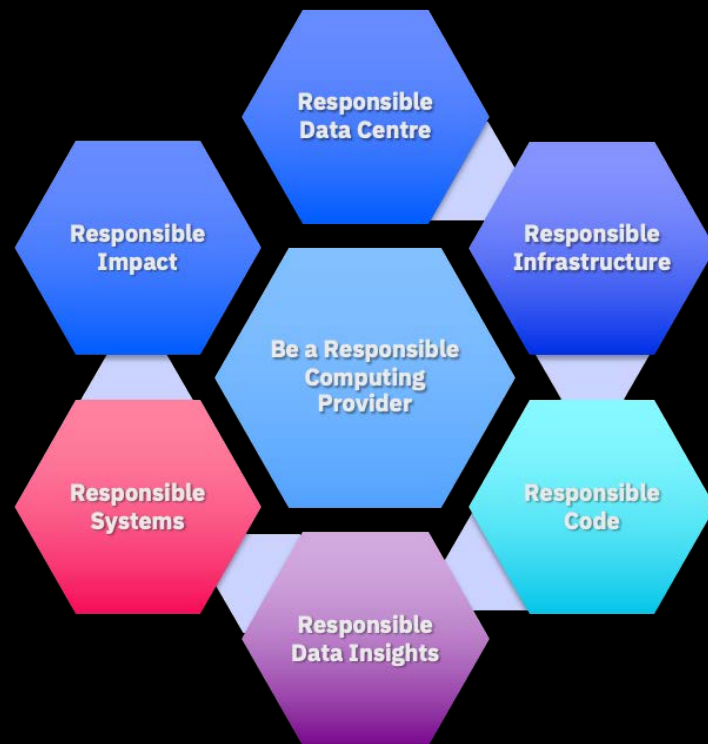 Responsible
Data Centre
Responsible
Impact
Responsible
Infrastructure
Be a Responsible
Computing
Provider
Responsible
Systems
Responsible
Code
Responsible
Data Insights